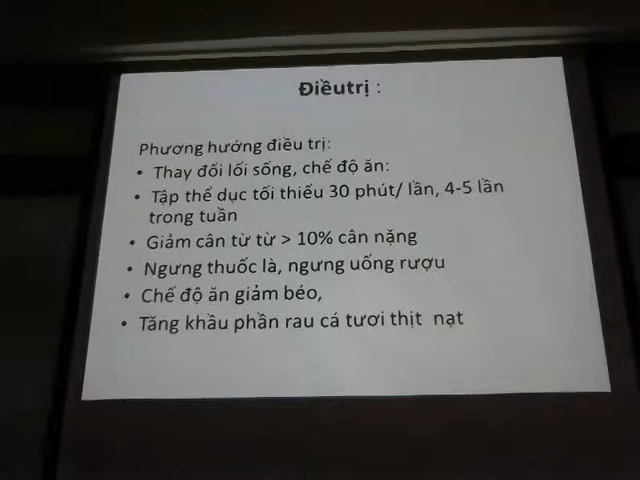 Điềutrị :
Phương hướng điều trị:
• Thay đổi lối sống, chế độ ăn:
• Tập thể dục tối thiểu 30 phút/ lần, 4-5 lần
trong tuần
• Giảm cân từ từ > 10% cân nặng
• Ngưng thuốc là, ngưng uống rượu
• Chế độ ăn giảm béo,
• Tăng khẩu phần rau cá tươi thịt nạt